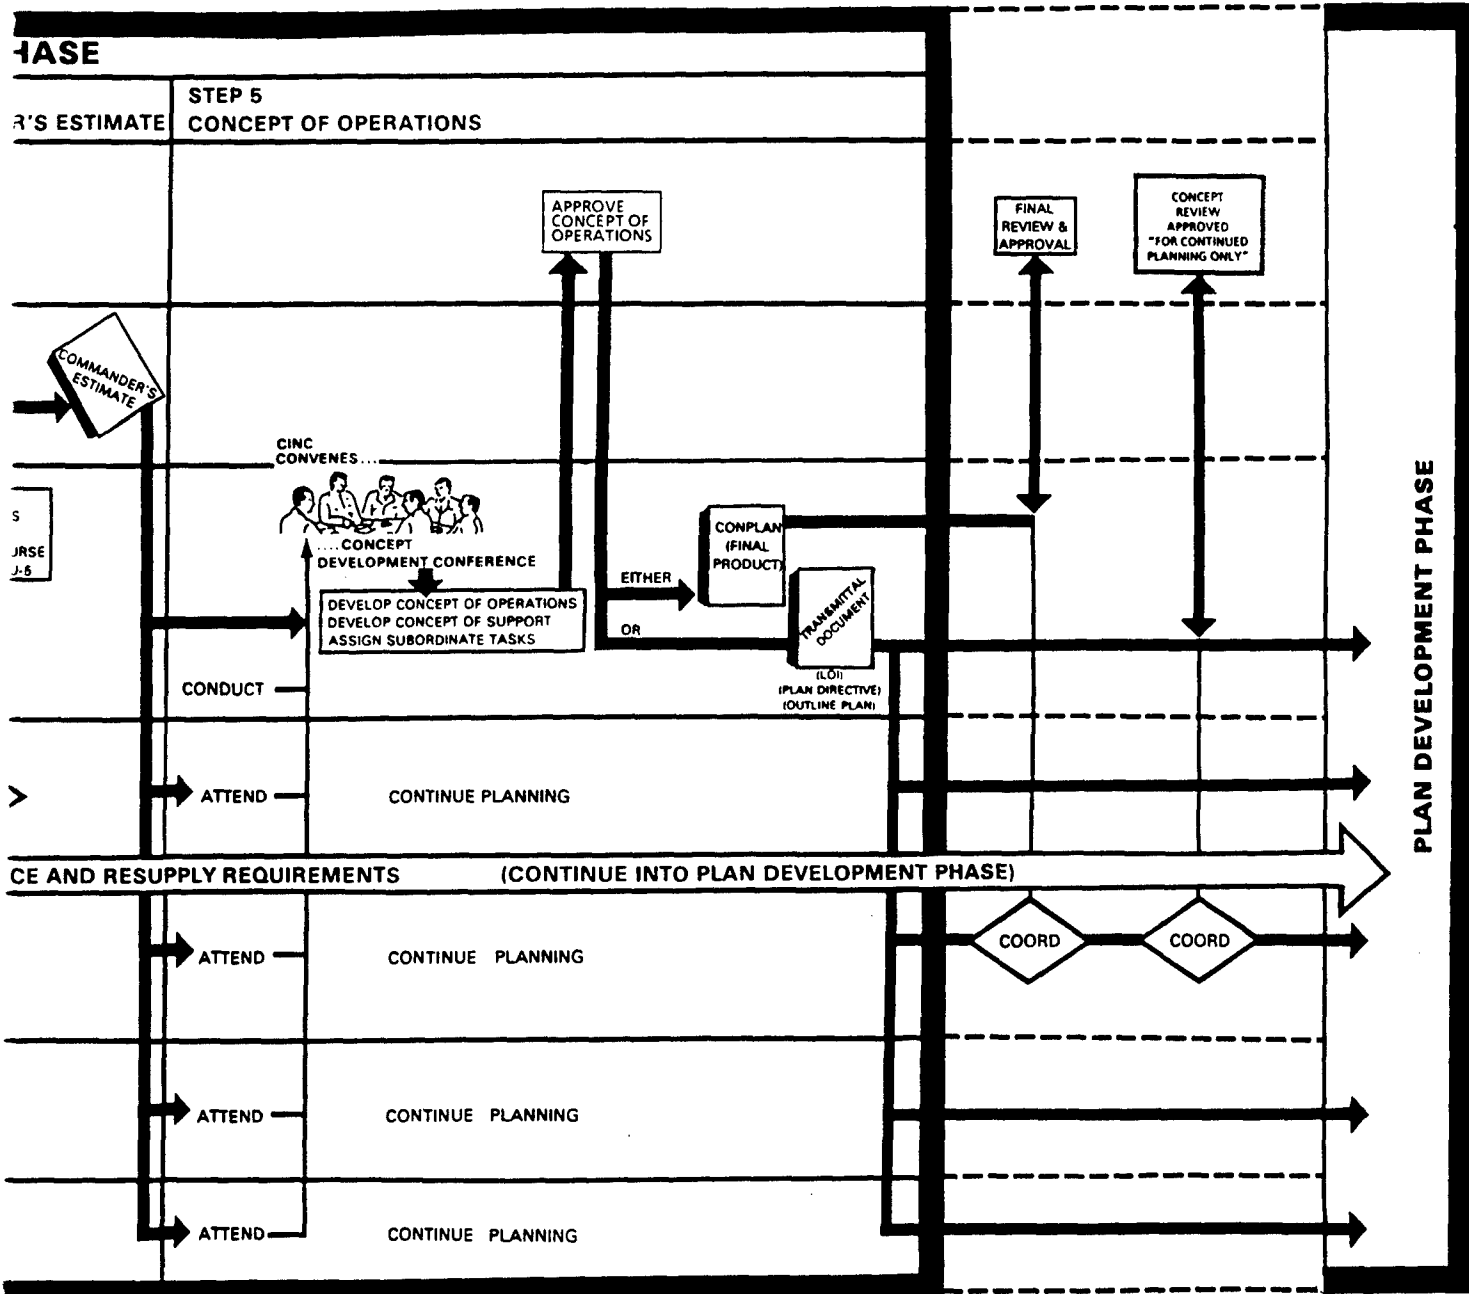 HASE
STEP 5
R'S ESTIMATE
CONCEPT OF OPERATIONS
APPROVE
CONCEPT OF
OPERATIONS
FINAL
REVIEW &
APPROVAL
CONCEPT
REVIEW
APPROVED
"FOR CONTINUED
PLANNING ONLY"
COMMANDER'S
ESTIMATE
CINC
CONVENES...
S
URSE
J-5
....CONCEPT
DEVELOPMENT CONFERENCE
DEVELOP CONCEPT OF OPERATIONS
DEVELOP CONCEPT OF SUPPORT
ASSIGN SUBORDINATE TASKS
EITHER
OR
CONPLAN
(FINAL
PRODUCT)
TRANSMITTAL
DOCUMENT
(LOI)
(PLAN DIRECTIVE)
(OUTLINE PLAN)
CONDUCT
ATTEND
CONTINUE PLANNING
CE AND RESUPPLY REQUIREMENTS (CONTINUE INTO PLAN DEVELOPMENT PHASE)
ATTEND
CONTINUE PLANNING
COORD
COORD
ATTEND
CONTINUE PLANNING
ATTEND
CONTINUE PLANNING
PLAN DEVELOPMENT PHASE